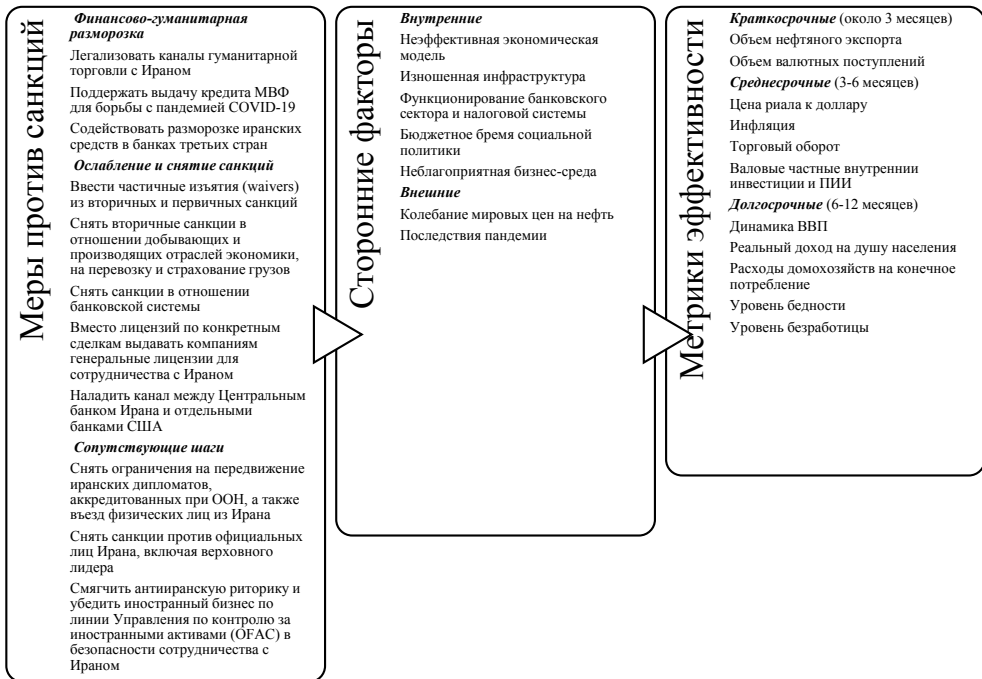 Меры против санкций
Финансово-гуманитарная
разморозка
Легализовать каналы гуманитарной
торговли с Ираном
Поддержать выдачу кредита МВФ
для борьбы с пандемией COVID-19
Содействовать разморозке иранских
средств в банках третьих стран
Ослабление и снятие санкций
Ввести частичные изъятия (waivers)
из вторичных и первичных санкций
Снять вторичные санкции в
отношении добывающих и
производящих отраслей экономики,
на перевозку и страхование грузов
Снять санкции в отношении
банковской системы
Вместо лицензий по конкретным
сделкам выдавать компаниям
генеральные лицензии для
сотрудничества с Ираном
Наладить канал между Центральным
банком Ирана и отдельными
банками США
Сопутствующие шаги
Снять ограничения на передвижение
иранских дипломатов,
аккредитованных при ООН, а также
въезд физических лиц из Ирана
Снять санкции против официальных
лиц Ирана, включая верховного
лидера
Смягчить антииранскую риторику и
убедить иностранный бизнес по
линии Управления по контролю за
иностранными активами (OFAC) в
безопасности сотрудничества с
Ираном
Сторонние факторы
Внутренние
Неэффективная экономическая
модель
Изношенная инфраструктура
Функционирование банковского
сектора и налоговой системы
Бюджетное бремя социальной
политики
Неблагоприятная бизнес-среда
Внешние
Колебание мировых цен на нефть
Последствия пандемии
Метрики эффективности
Краткосрочные (около 3 месяцев)
Объем нефтяного экспорта
Объем валютных поступлений
Среднесрочные (3-6 месяцев)
Цена риала к доллару
Инфляция
Торговый оборот
Валовые частные внутреннии
инвестиции и ПИИ
Долгосрочные (6-12 месяцев)
Динамика ВВП
Реальный доход на душу населения
Расходы домохозяйств на конечное
потребление
Уровень бедности
Уровень безработицы